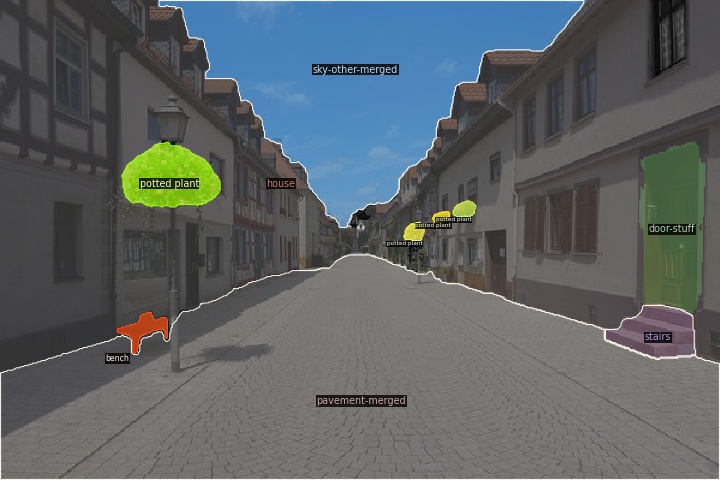 sky-other-merged
potted plant
house
potted plant
potted plant
potted plant
door-stuff
stairs
bench
pavement-merged